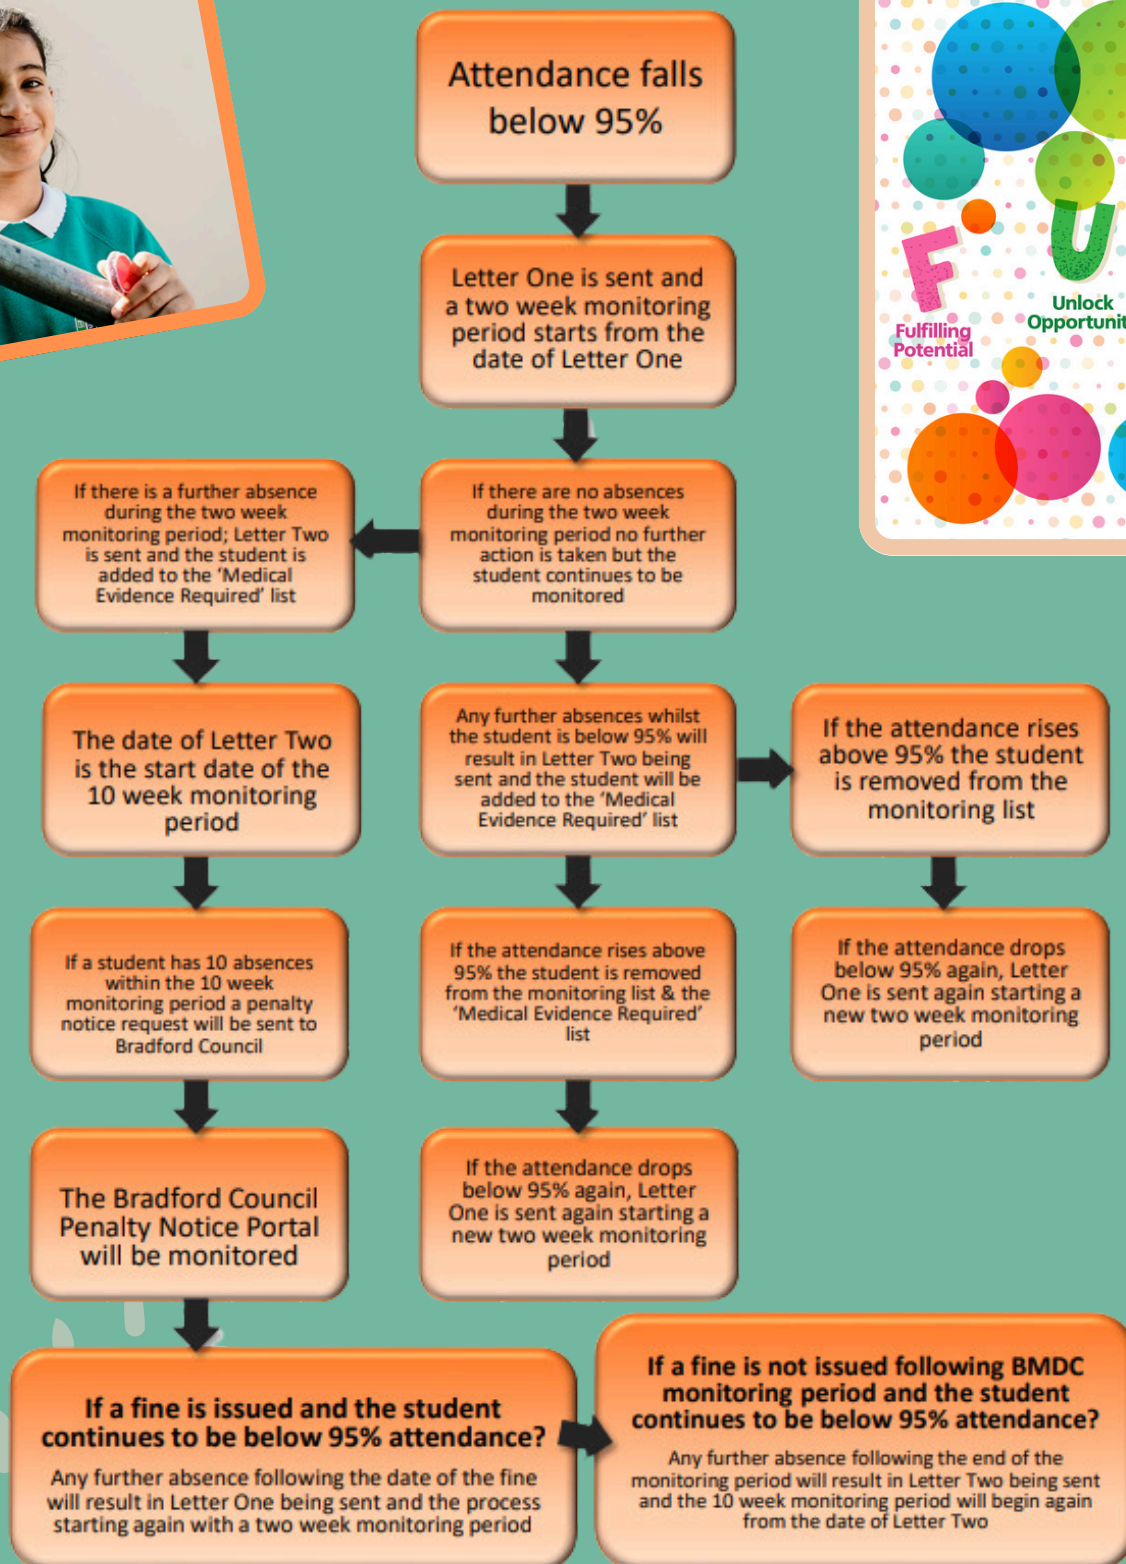 Attendance falls
below 95%
Letter One is sent and
a two week monitoring
period starts from the
date of Letter One
If there is a further absence
during the two week
monitoring period; Letter Two
is sent and the student is
added to the ‘Medical
Evidence Required’ list
If there are no absences
during the two week
monitoring period no further
action is taken but the
student continues to be
monitored
The date of Letter Two
is the start date of the
10 week monitoring
period
Any further absences whilst
the student is below 95% will
result in Letter Two being
sent and the student will be
added to the ‘Medical
Evidence Required’ list
If the attendance rises
above 95% the student
is removed from the
monitoring list
If a student has 10 absences
within the 10 week
monitoring period a penalty
notice request will be sent to
Bradford Council
If the attendance rises above
95% the student is removed
from the monitoring list & the
‘Medical Evidence Required’
list
If the attendance drops
below 95% again, Letter
One is sent again starting a
new two week monitoring
period
The Bradford Council
Penalty Notice Portal
will be monitored
If the attendance drops
below 95% again, Letter
One is sent again starting a
new two week monitoring
period
If a fine is issued and the student
continues to be below 95% attendance?
Any further absence following the date of the fine
will result in Letter One being sent and the process
starting again with a two week monitoring period
If a fine is not issued following BMDC
monitoring period and the student
continues to be below 95% attendance?
Any further absence following the end of the
monitoring period will result in Letter Two being sent
and the 10 week monitoring period will begin again
from the date of Letter Two
F
Fulfilling
Potential
U
Unlock